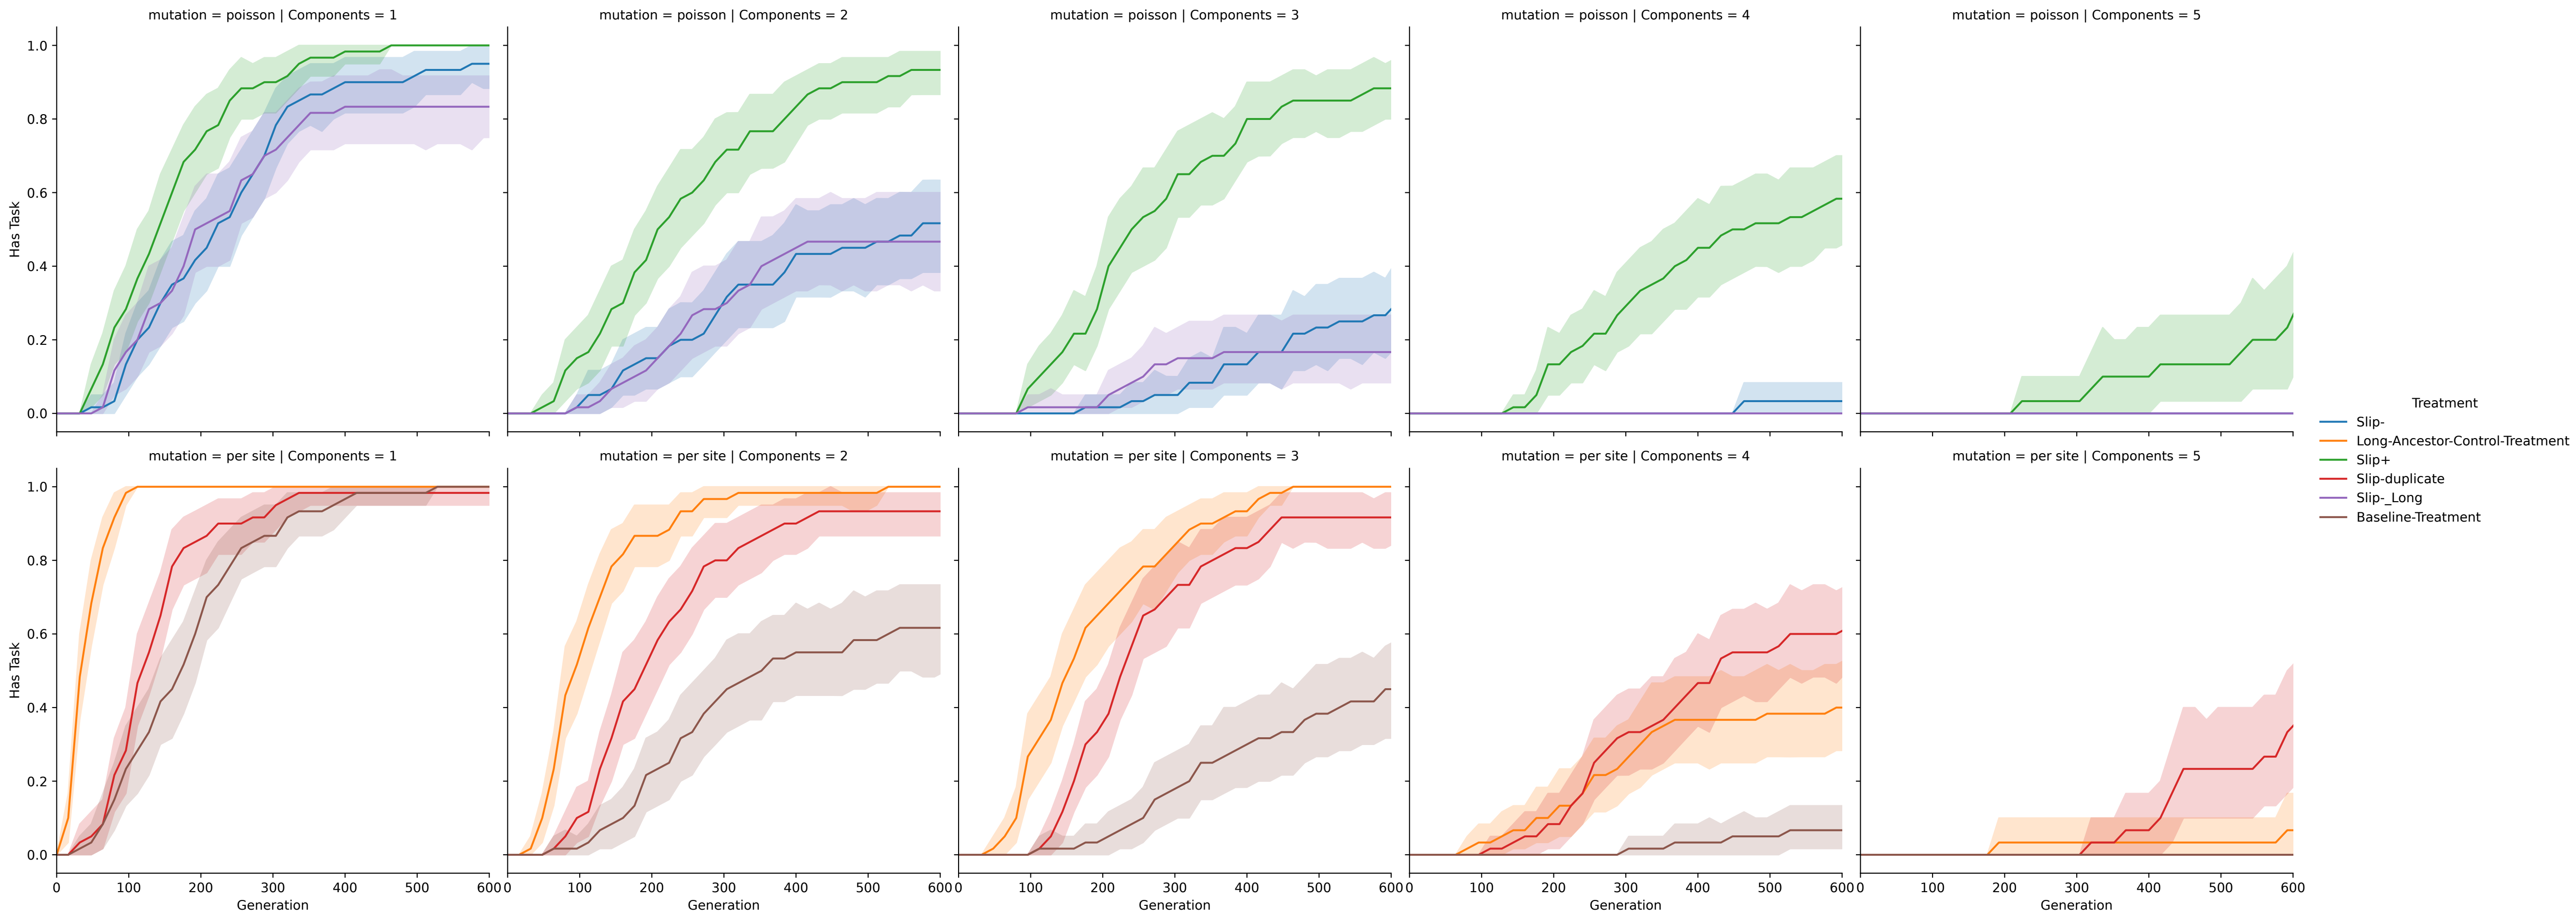 mutation = poisson | Components = 1
mutation = poisson | Components = 2
mutation = poisson | Components = 3
mutation = poisson | Components = 4
mutation = poisson | Components = 5
1.0
0.8
0.6
0.4
0.2
0.0
Has Task
mutation = per site | Components = 1
mutation = per site | Components = 2
mutation = per site | Components = 3
mutation = per site | Components = 4
mutation = per site | Components = 5
1.0
0.8
0.6
0.4
0.2
0.0
Has Task
0 100 200 300 400 500 600
0 100 200 300 400 500 600
0 100 200 300 400 500 600
0 100 200 300 400 500 600
0 100 200 300 400 500 600
Generation
Generation
Generation
Generation
Generation
Treatment
Slip-
Long-Ancestor-Control-Treatment
Slip+
Slip-duplicate
Slip-_Long
Baseline-Treatment